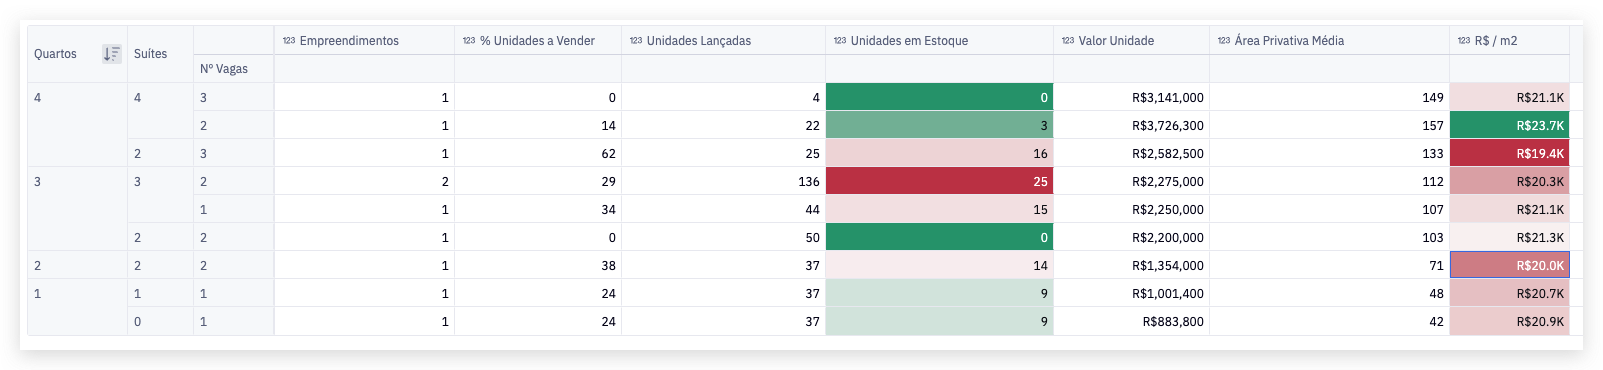 Quartos Suítes 123 Empreendimentos 123 % Unidades a Vender 123 Unidades Lançadas 123 Unidades em Estoque 123 Valor Unidade 123 Área Privativa Média 123 R$ / m2
Nº Vagas
4 4 3 1 0 4 0 R$3,141,000 149 R$21.1K
2 1 14 22 3 R$3,726,300 157 R$23.7K
2 3 1 62 25 16 R$2,582,500 133 R$19.4K
3 3 2 2 29 136 25 R$2,275,000 112 R$20.3K
1 1 34 44 15 R$2,250,000 107 R$21.1K
2 2 1 0 50 0 R$2,200,000 103 R$21.3K
2 2 2 1 38 37 14 R$1,354,000 71 R$20.0K
1 1 1 1 24 37 9 R$1,001,400 48 R$20.7K
0 1 1 24 37 9 R$883,800 42 R$20.9K